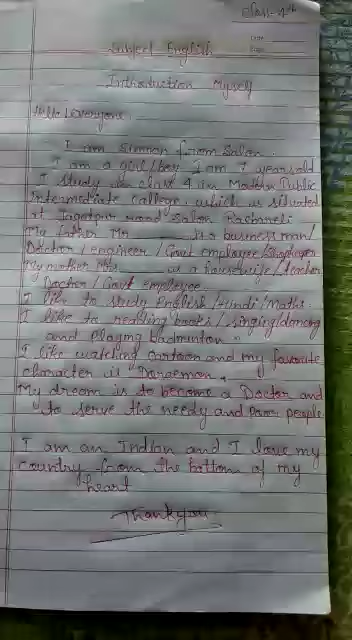 Class-4th
Date
Page
Subject English
Introduction Myself
Hello! everyone
I am Simran from Salon.
I am a girl/boy I am 7 years old
I study in class 4 in Modern Public
Intermediate college, which is situated
at Jagatpur road Salon Raebareli
My father Mr ____ is a business man/
Doctor/engineer/Govt employee/Shopkeeper
My mother Mrs ____ is a housewife/teacher
Doctor/Govt employee
I like to study English/Hindi/Maths.
I like to reading books/singing/dancing
and playing badminton"
I like watching cartoon and my favourite
character is "Doraemon"
My dream is to become a Doctor and
to serve the needy and poor people
I am an Indian and I love my
country from the bottom of my
heart
Thankyou